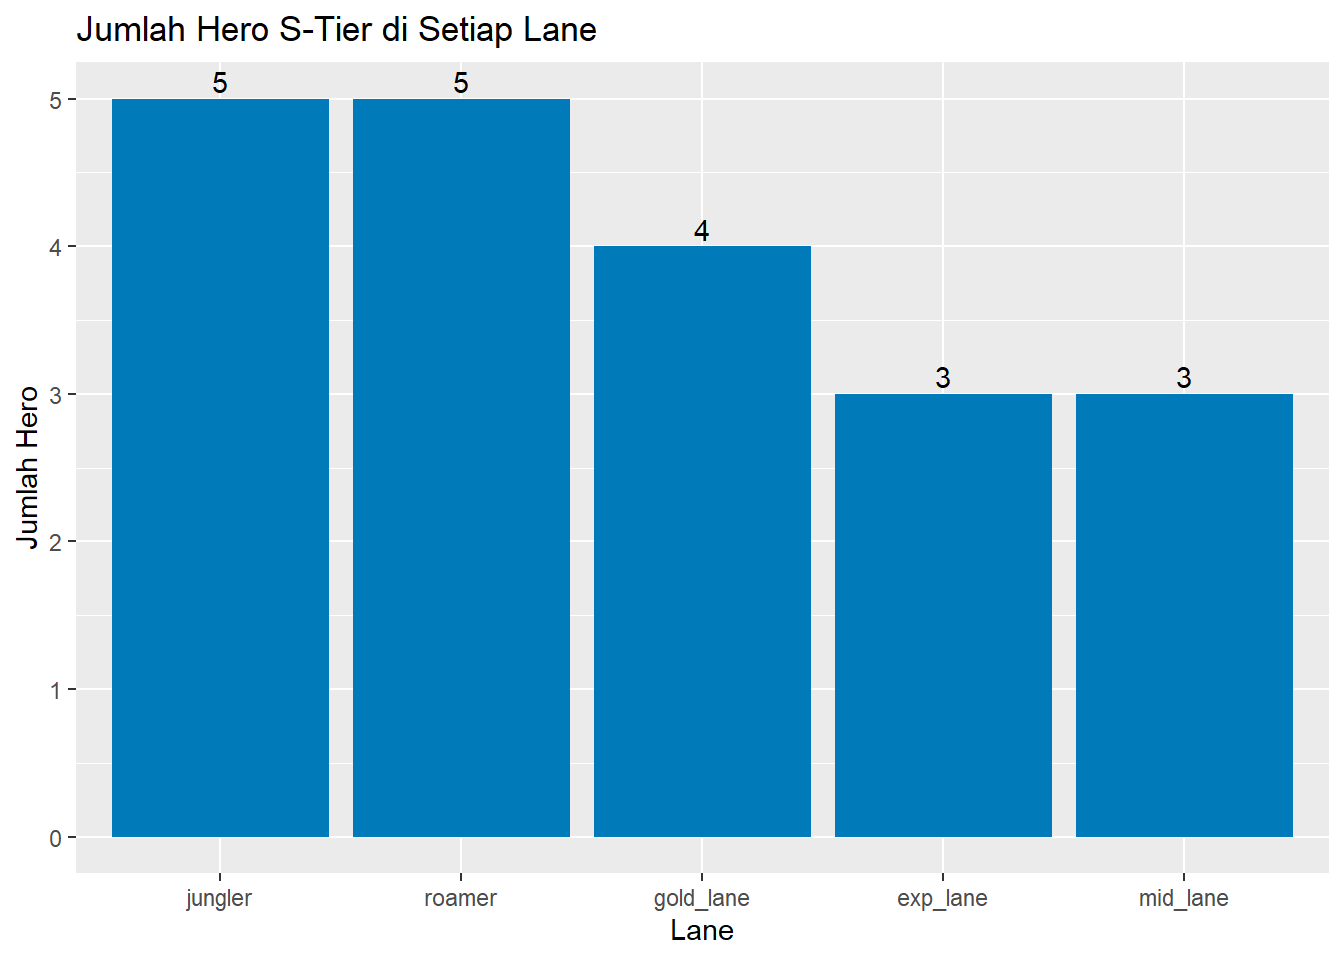 Jumlah Hero S-Tier di Setiap Lane
5
5
4
3
3
Jumlah Hero
5
4
3
2
1
0
jungler
roamer
gold_lane
exp_lane
mid_lane
Lane